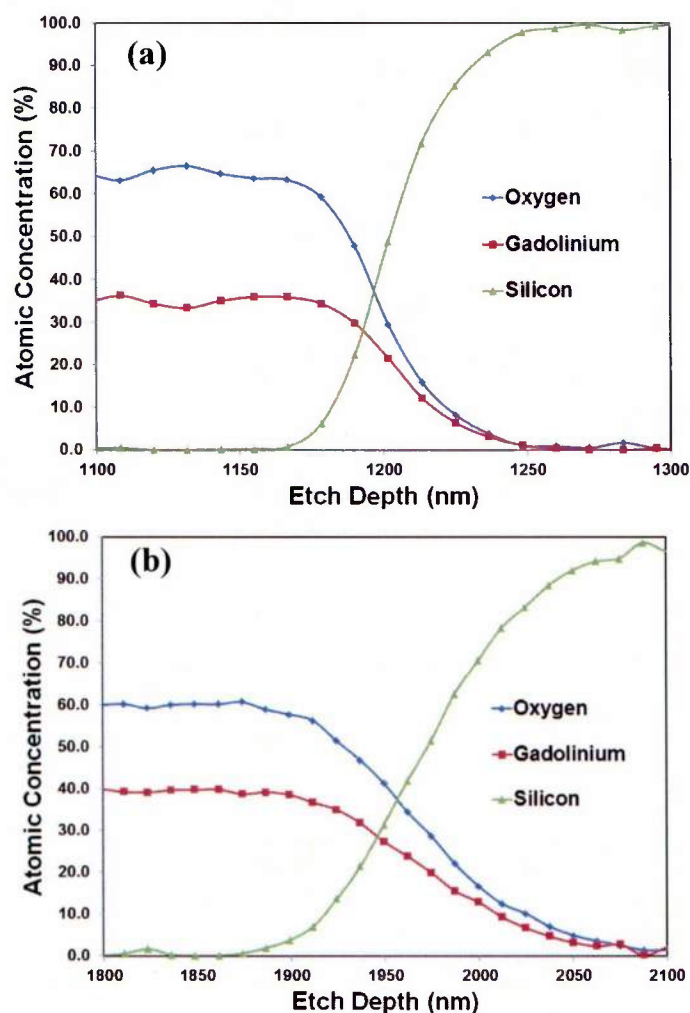 (a)
Atomic Concentration (%)
100.0
90.0
80.0
70.0
60.0
50.0
40.0
30.0
20.0
10.0
0.0
Oxygen
Gadolinium
Silicon
1100 1150 1200 1250 1300
Etch Depth (nm)
(b)
Atomic Concentration (%)
100.0
90.0
80.0
70.0
60.0
50.0
40.0
30.0
20.0
10.0
0.0
Oxygen
Gadolinium
Silicon
1800 1850 1900 1950 2000 2050 2100
Etch Depth (nm)